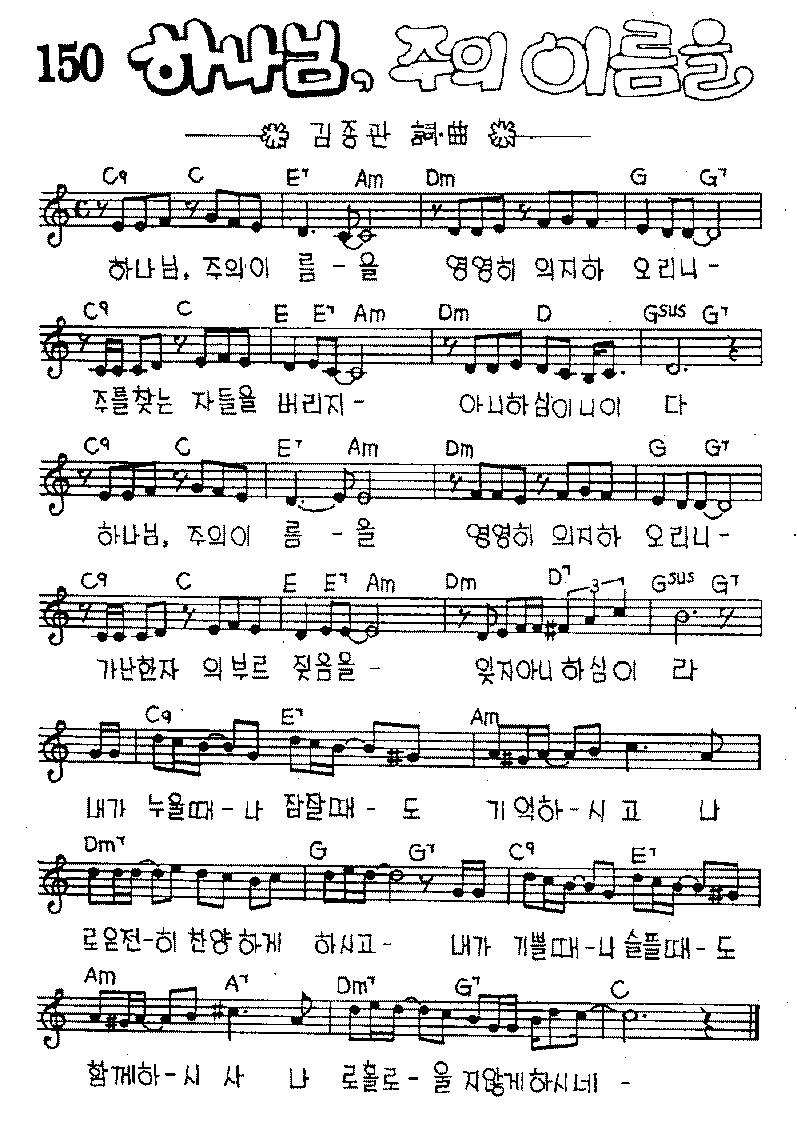 150 하나님, 주의 이름을
김종관 詞·曲
C9 C E7 Am Dm G G7
하나님, 주의이 름 - 을 영영히 의지하 오리니 -
C9 C E E7 Am Dm D Gsus G7
주를찾는 자들을 버리지 - 아니하심이니이 다
C9 C E7 Am Dm G G7
하나님, 주의이 름 - 을 영영히 의지하 오리니 -
C9 C E E7 Am Dm D7 3 Gsus G7
가난한자 의부르 짖음을 - 잊지아니하심이 라
C9 E7 Am
내가 누울때 - 나 잠잘때 - 도 기억하 - 시 고 나
Dm7 G G7 C9 E7
로온전 - 히 찬양하게 하시고 - 내가 기쁠때 - 나 슬플때 - 도
Am A7 Dm7 G7 C
함께하 - 시 사 나 로홀로 - 울 지않게하시네 -